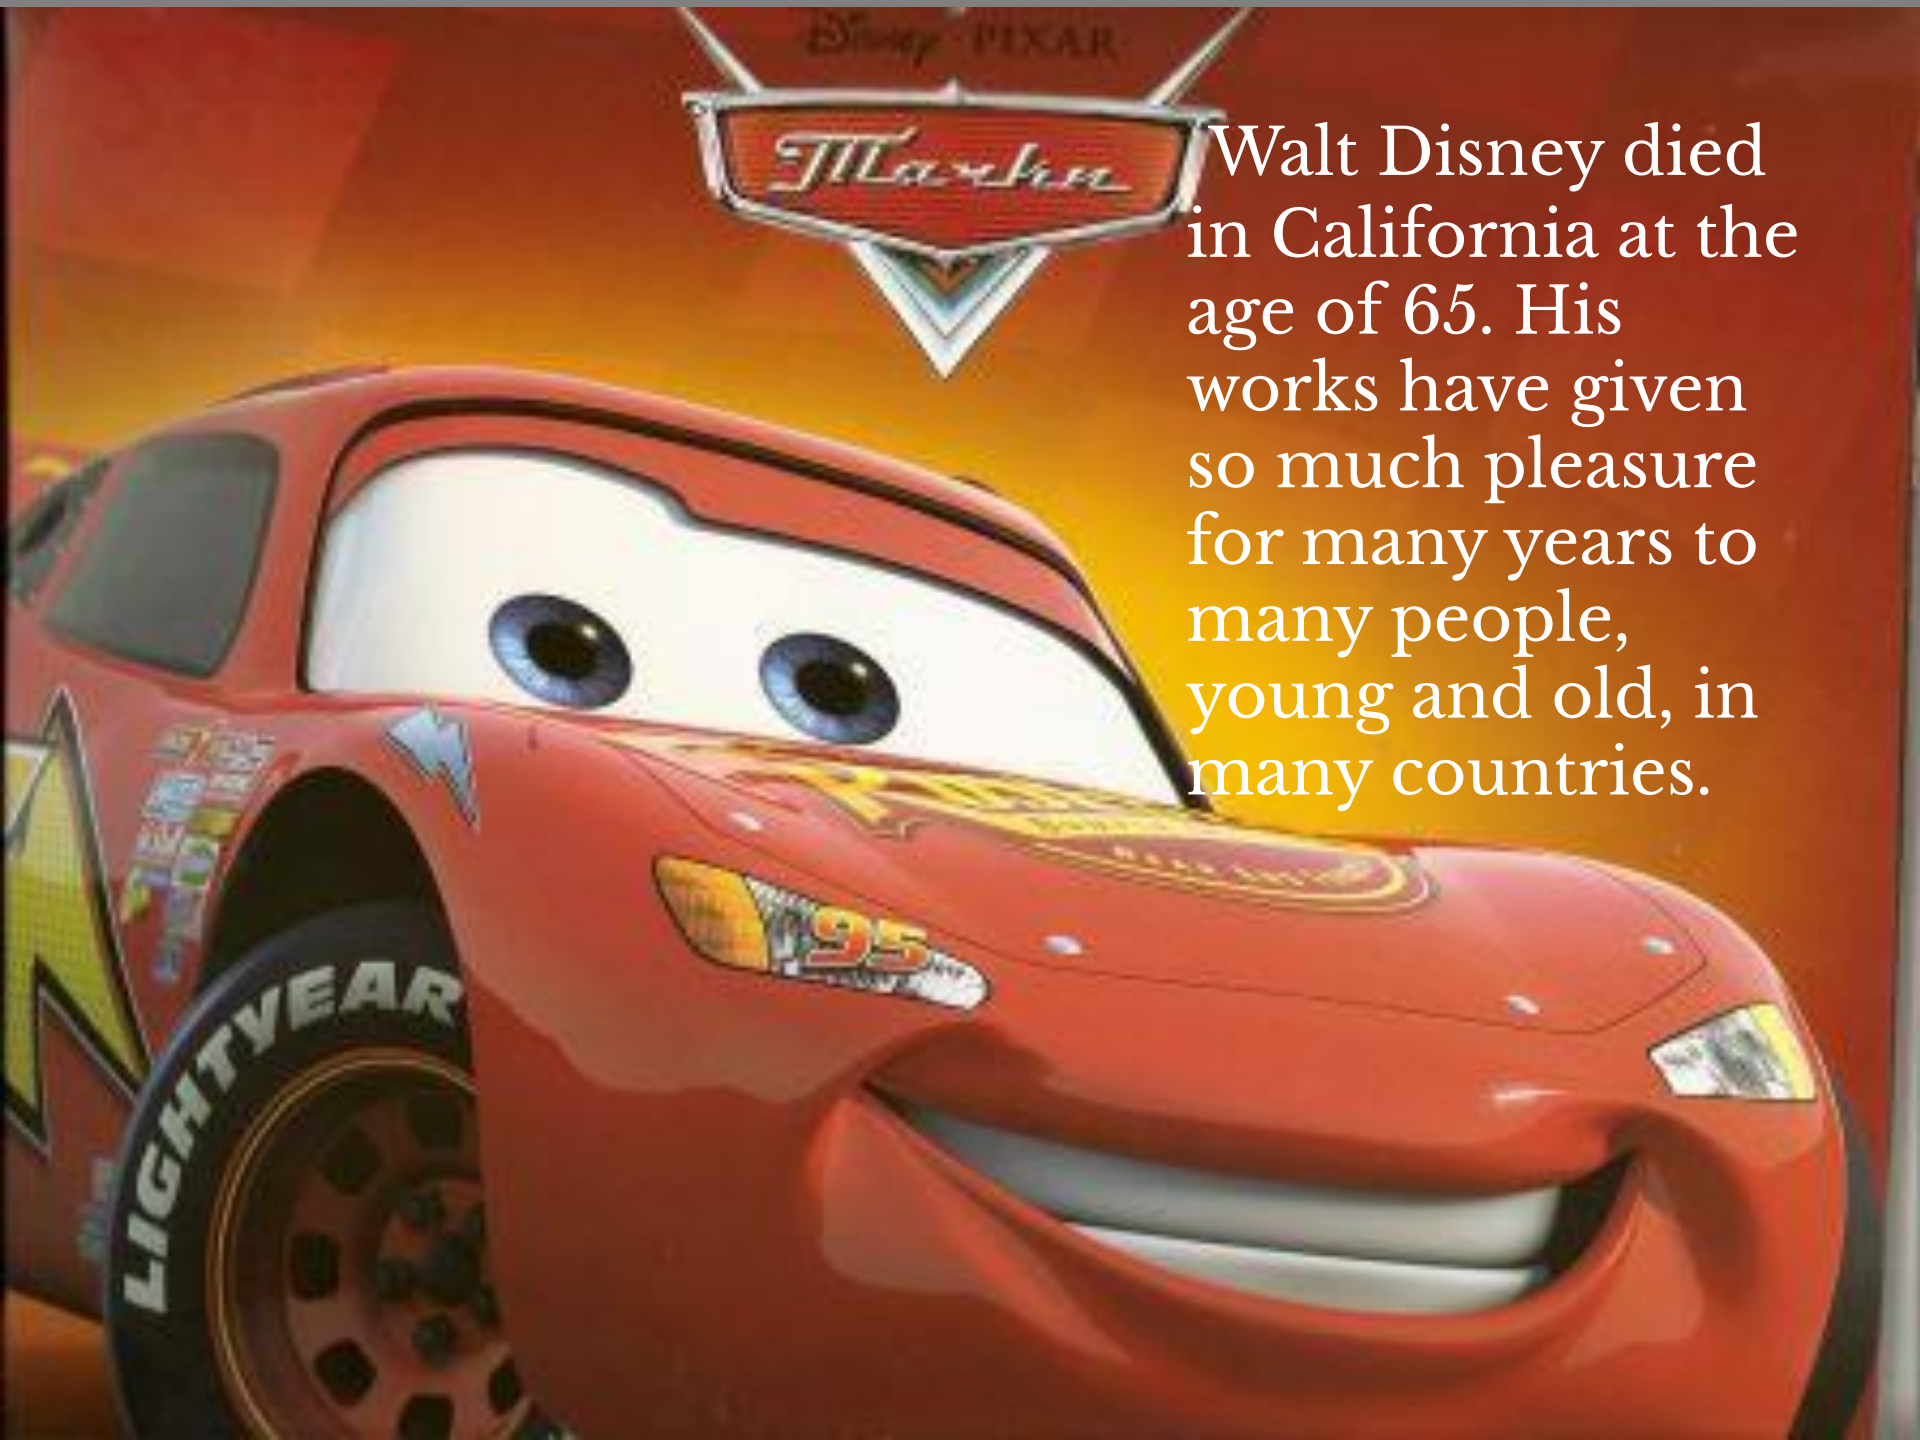 Disney PIXAR
Тачки
Walt Disney died
in California at the
age of 65. His
works have given
so much pleasure
for many years to
many people,
young and old, in
many countries.
95
LIGHTYEAR